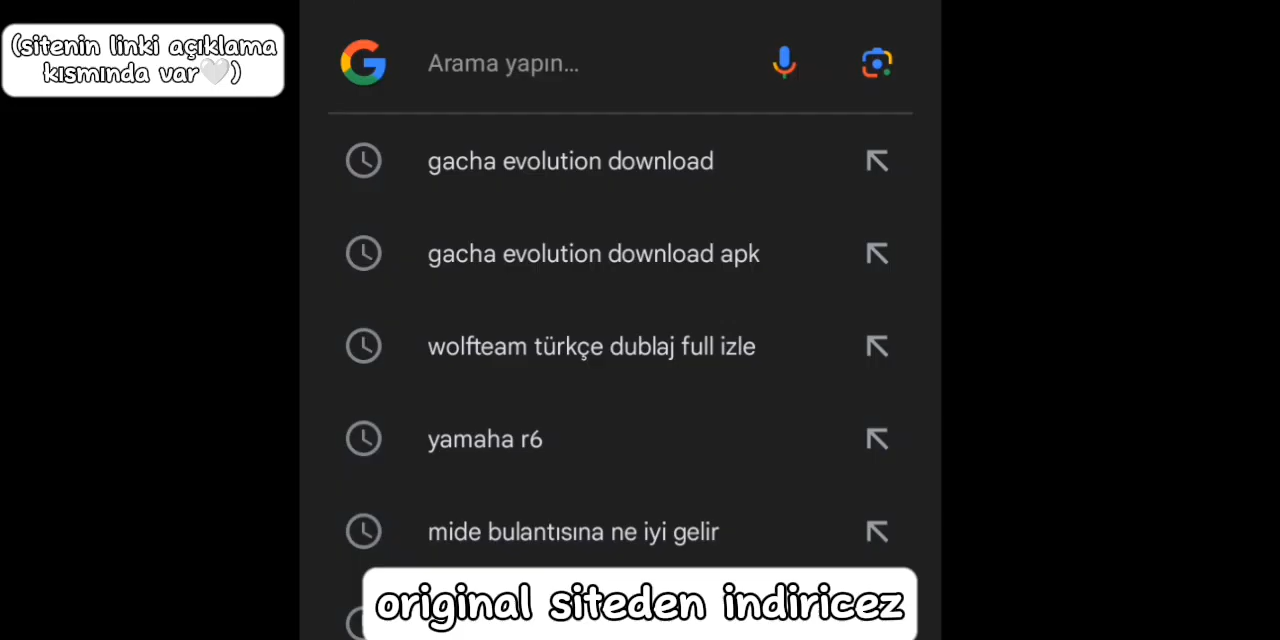 (sitenin linki açıklama
kısmında var🤍)
Arama yapın...
gacha evolution download
gacha evolution download apk
wolfteam türkçe dublaj full izle
yamaha r6
mide bulantısına ne iyi gelir
original siteden indiricez